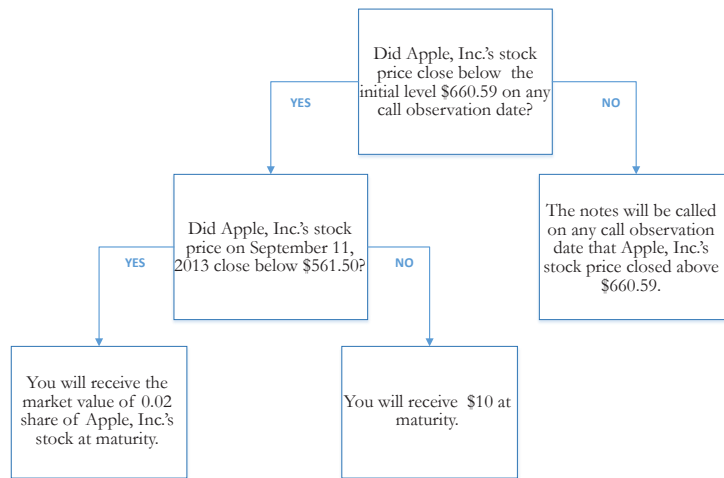 Did Apple, Inc.'s stock
price close below the
initial level $660.59 on any
call observation date?
YES
NO
Did Apple, Inc.'s stock
price on September 11,
2013 close below $561.50?
The notes will be called
on any call observation
date that Apple, Inc.'s
stock price closed above
$660.59.
YES
NO
You will receive the
market value of 0.02
share of Apple, Inc.'s
stock at maturity.
You will receive $10 at
maturity.